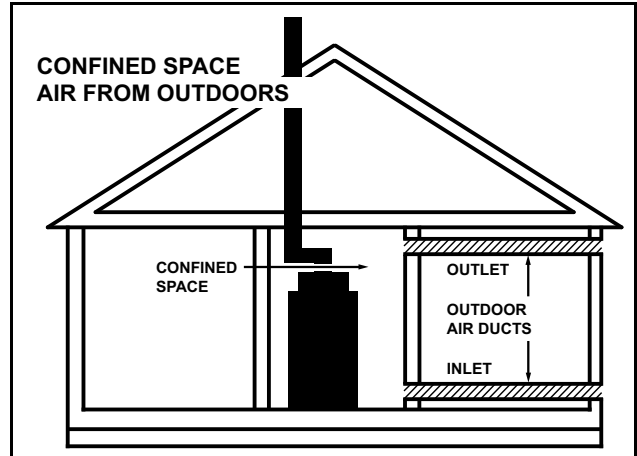 CONFINED SPACE
AIR FROM OUTDOORS
CONFINED
SPACE
OUTLET
OUTDOOR
AIR DUCTS
INLET